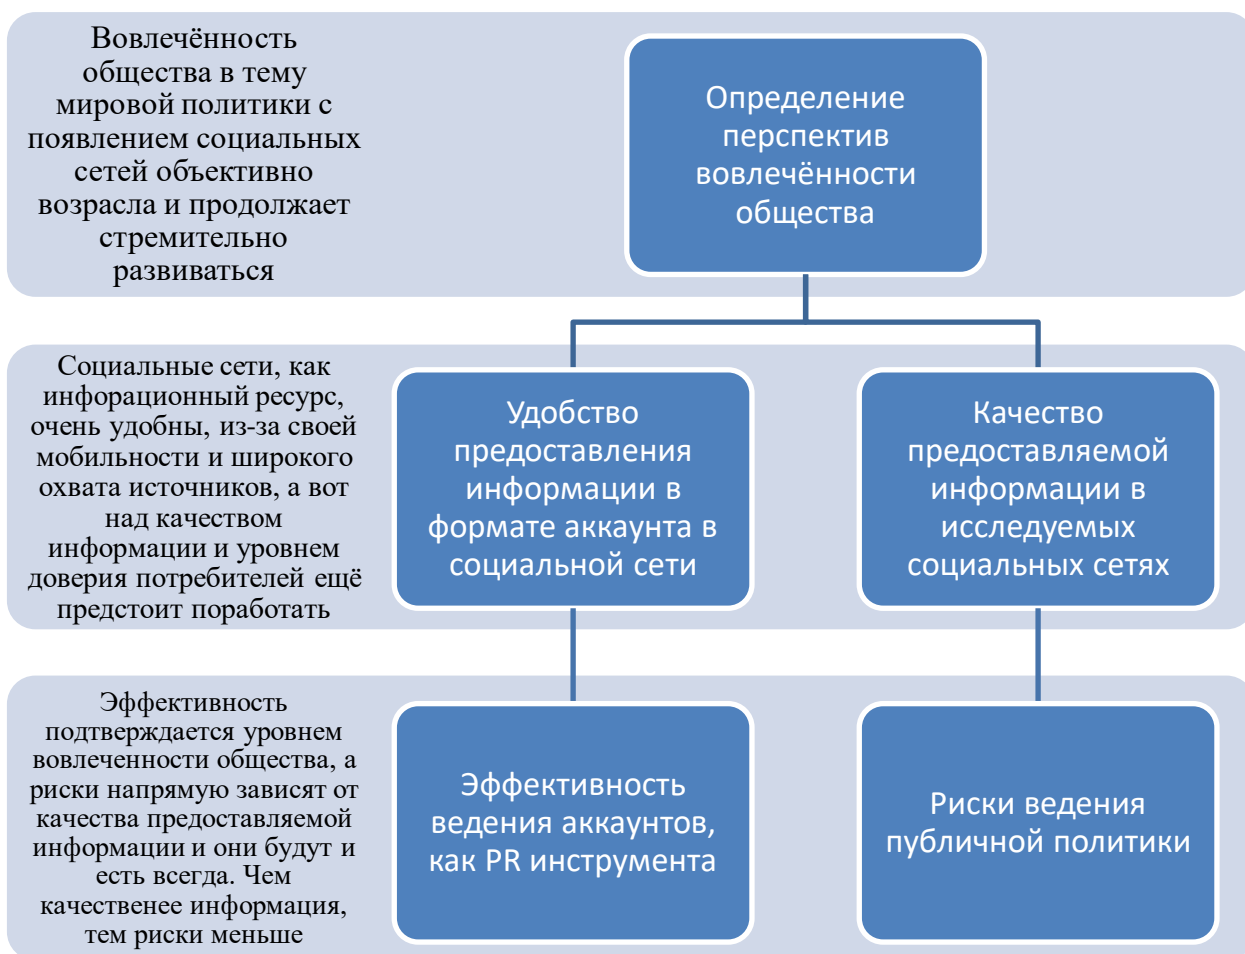 Вовлечённость
общества в тему
мировой политики с
появлением социальных
сетей объективно
возрасла и продолжает
стремительно
развиваться
Определение
перспектив
вовлечённости
общества
Социальные сети, как
инфорационный ресурс,
очень удобны, из-за своей
мобильности и широкого
охвата источников, а вот
над качеством
информации и уровнем
доверия потребителей ещё
предстоит поработать
Удобство
предоставления
информации в
формате аккаунта в
социальной сети
Качество
предоставляемой
информации в
исследуемых
социальных сетях
Эффективность
подтверждается уровнем
вовлеченности общества, а
риски напрямую зависят от
качества предоставляемой
информации и они будут и
есть всегда. Чем
качественее информация,
тем риски меньше
Эффективность
ведения аккаунтов,
как PR инструмента
Риски ведения
публичной политики